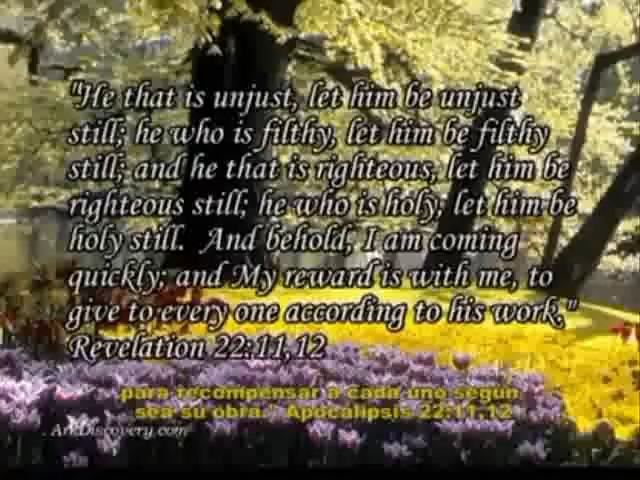 "He that is unjust, let him be unjust
still; he who is filthy, let him be filthy
still; and he that is righteous, let him be
righteous still; he who is holy, let him be
holy still. And behold, I am coming
quickly; and My reward is with me, to
give to every one according to his work."
Revelation 22:11,12
para recompensar a cada uno según
sea su obra." Apocalipsis 22:11,12
ArkDiscovery.com